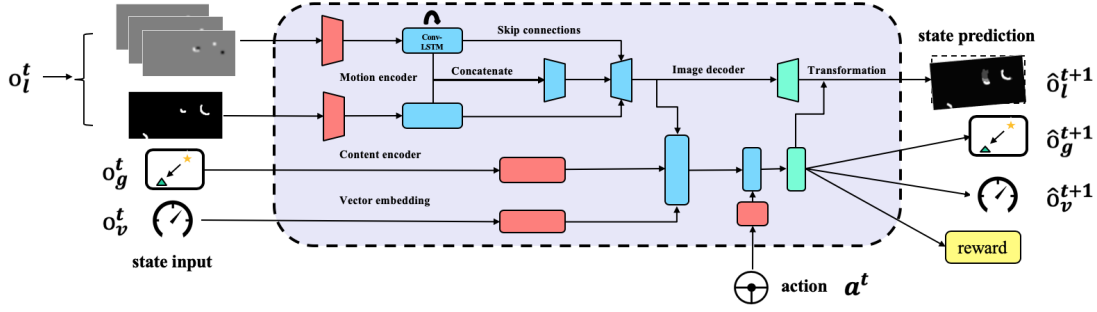 Conv-
LSTM
Skip connections
state prediction
Motion encoder
Concatenate
Image decoder
Transformation
o_l^t
ô_l^{t+1}
Content encoder
o_g^t
ô_g^{t+1}
Vector embedding
o_v^t
ô_v^{t+1}
state input
reward
action a^t